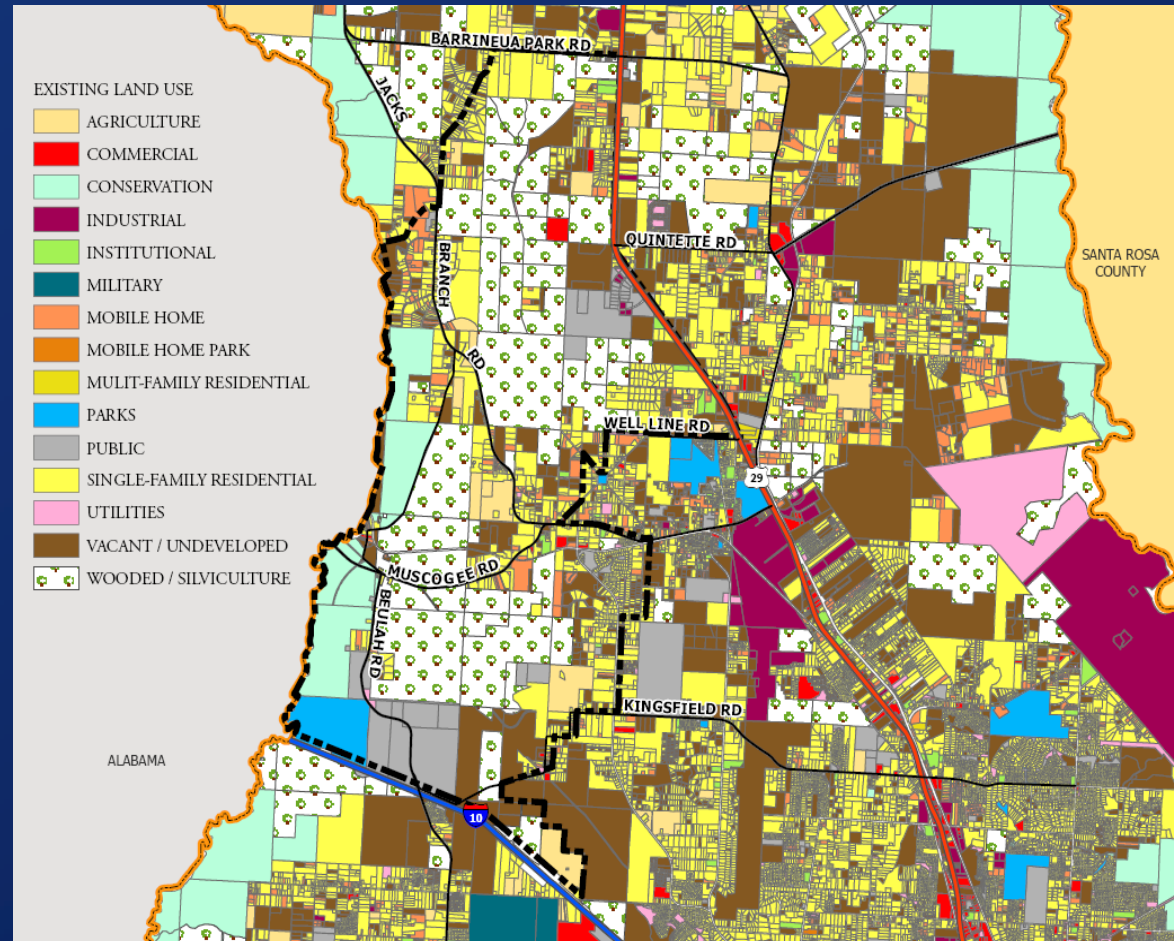 EXISTING LAND USE
AGRICULTURE
COMMERCIAL
CONSERVATION
INDUSTRIAL
INSTITUTIONAL
MILITARY
MOBILE HOME
MOBILE HOME PARK
MULIT-FAMILY RESIDENTIAL
PARKS
PUBLIC
SINGLE-FAMILY RESIDENTIAL
UTILITIES
VACANT / UNDEVELOPED
WOODED / SILVICULTURE
BARRINEUA PARK RD
JACKS
BRANCH
RD
QUINTETTE RD
SANTA ROSA
COUNTY
WELL LINE RD
29
MUSCOGEE RD
BEULAH RD
KINGSFIELD RD
ALABAMA
10